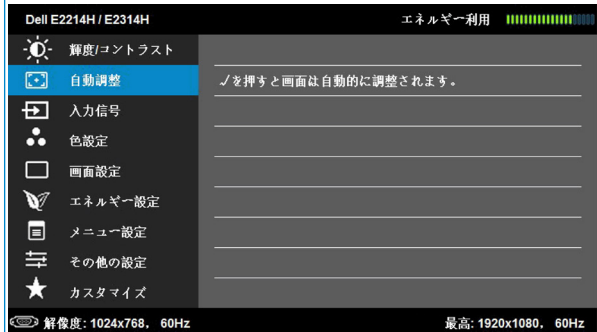 Dell E2214H / E2314H
エネルギー利用
輝度/コントラスト
自動調整
✓を押すと画面は自動的に調整されます。
入力信号
色設定
画面設定
エネルギー設定
メニュー設定
その他の設定
カスタマイズ
解像度: 1024x768, 60Hz
最高: 1920x1080, 60Hz